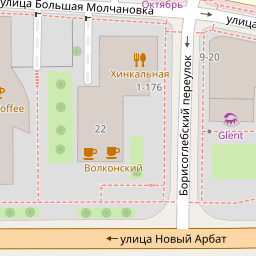 Октябрь
улица Большая Молчановка
улица
9-20
Хинкальная
1-176
offee
Glent
22
Волконский
Борисоглебский переулок
← улица Новый Арбат